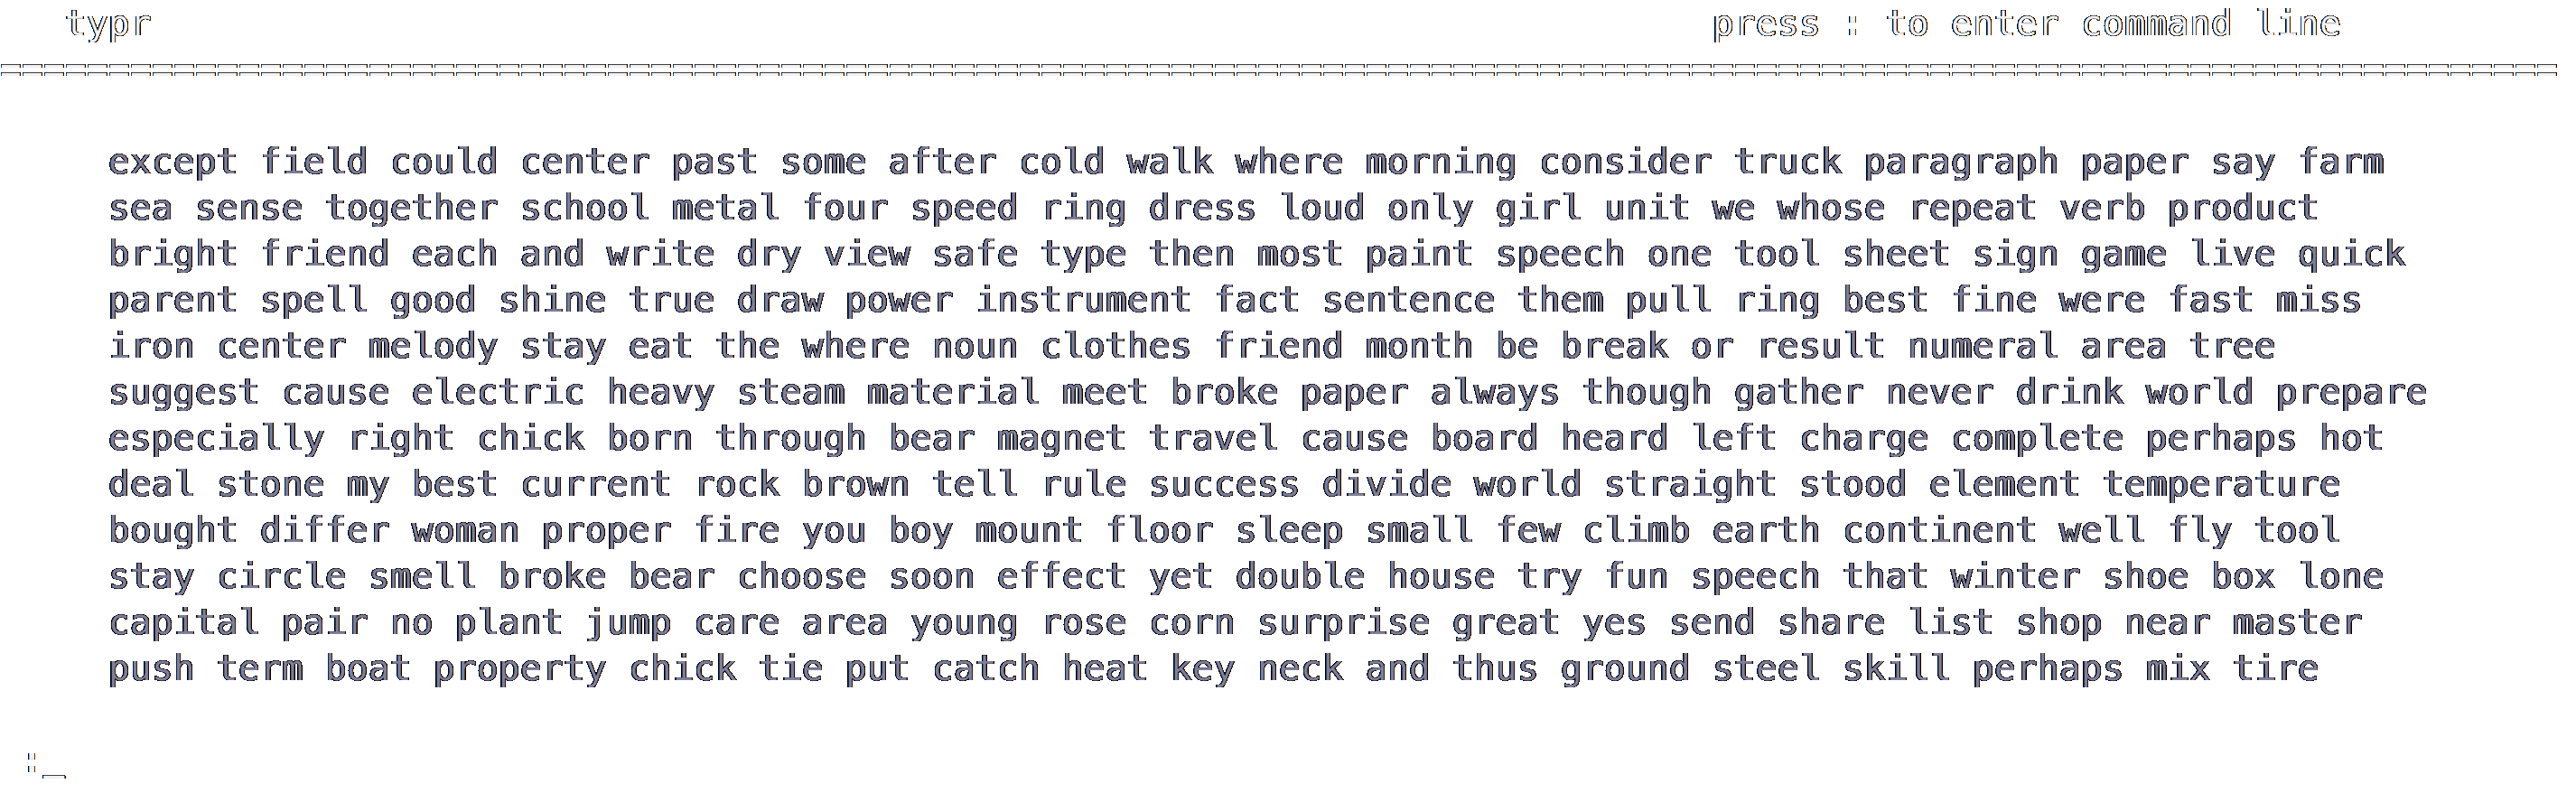 typr press : to enter command line
except field could center past some after cold walk where morning consider truck paragraph paper say farm
sea sense together school metal four speed ring dress loud only girl unit we whose repeat verb product
bright friend each and write dry view safe type then most paint speech one tool sheet sign game live quick
parent spell good shine true draw power instrument fact sentence them pull ring best fine were fast miss
iron center melody stay eat the where noun clothes friend month be break or result numeral area tree
suggest cause electric heavy steam material meet broke paper always though gather never drink world prepare
especially right chick born through bear magnet travel cause board heard left charge complete perhaps hot
deal stone my best current rock brown tell rule success divide world straight stood element temperature
bought differ woman proper fire you boy mount floor sleep small few climb earth continent well fly tool
stay circle smell broke bear choose soon effect yet double house try fun speech that winter shoe box lone
capital pair no plant jump care area young rose corn surprise great yes send share list shop near master
push term boat property chick tie put catch heat key neck and thus ground steel skill perhaps mix tire
:_